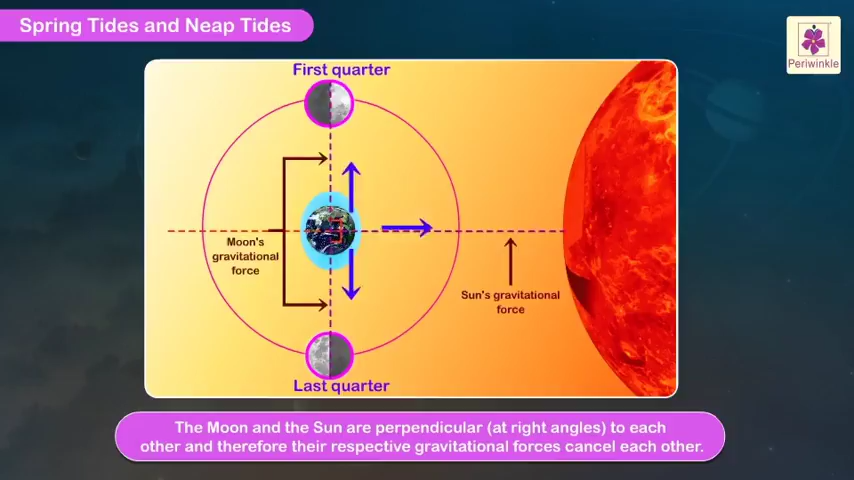 Spring Tides and Neap Tides
Periwinkle
First quarter
Moon's
gravitational
force
Sun's gravitational
force
Last quarter
The Moon and the Sun are perpendicular (at right angles) to each
other and therefore their respective gravitational forces cancel each other.